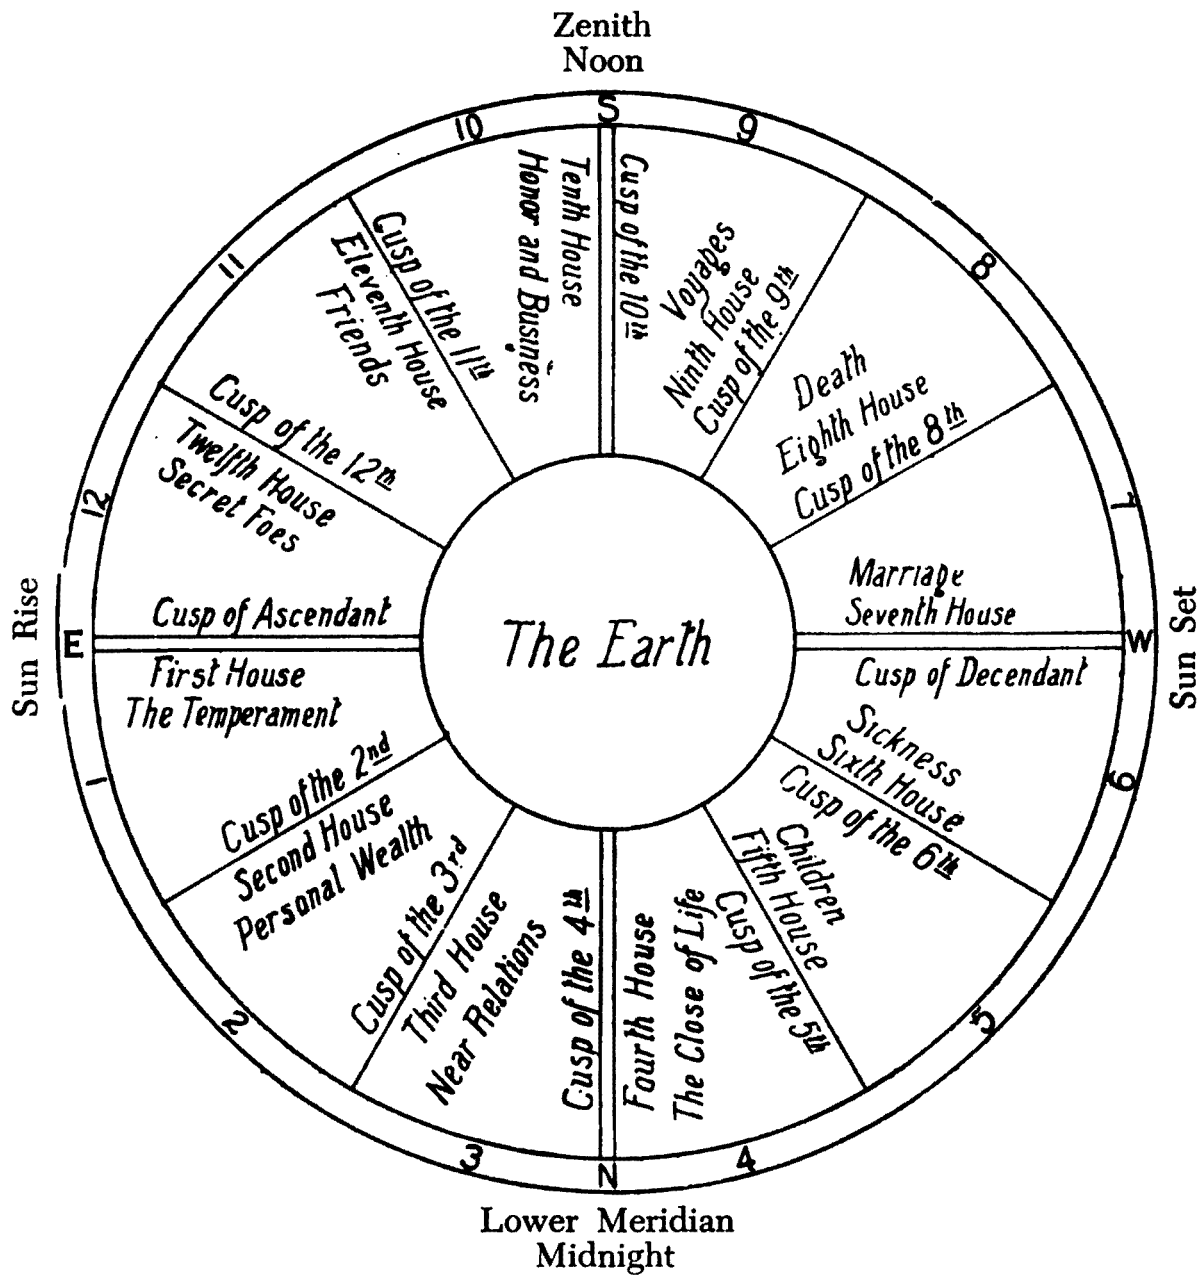 Zenith
Noon
S
10
9
11
8
12
7
Sun Rise
E
W
Sun Set
1
6
2
5
3
4
N
Lower Meridian
Midnight
Cusp of the 10th
Tenth House
Honor and Business
Cusp of the 11th
Eleventh House
Friends
Cusp of the 12th
Twelfth House
Secret Foes
Cusp of Ascendant
First House
The Temperament
Cusp of the 2nd
Second House
Personal Wealth
Cusp of the 3rd
Third House
Near Relations
Cusp of the 4th
Fourth House
The Close of Life
Cusp of the 5th
Fifth House
Children
Cusp of the 6th
Sixth House
Sickness
Cusp of Decendant
Seventh House
Marriage
Cusp of the 8th
Eighth House
Death
Cusp of the 9th
Ninth House
Voyages
The Earth